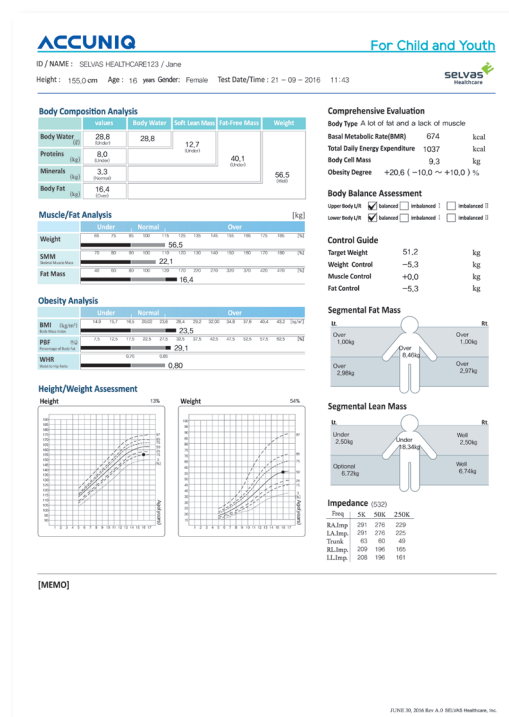 ACCUNIQ
For Child and Youth
ID / NAME : SELVAS HEALTHCARE123 / Jane
Height : 155,0 cm Age : 16 years Gender: Female Test Date/Time : 21 - 09 - 2016 11:43
selvas
Healthcare
Body Composition Analysis
values Body Water Soft Lean Mass Fat-Free Mass Weight
Body Water (ℓ) 28,8 (Under) 28,8
12,7 (Under)
40,1 (Under)
56,5 (Well)
Proteins (kg) 8,0 (Under)
Minerals (kg) 3,3 (Normal)
Body Fat (kg) 16,4 (Over)
Muscle/Fat Analysis [kg]
Under Normal Over
Weight
56,5
SMM
Skeletal Muscle Mass
22,1
Fat Mass
16,4
Obesity Analysis
Under Normal Over
BMI (kg/m²)
Body Mass Index
23,5
PBF (%)
Percentage of Body Fat
29,1
WHR
Waist to Hip Ratio
0,70 0,80
0,80
Height/Weight Assessment
Height 13%
Weight 54%
Comprehensive Evaluation
Body Type A lot of fat and a lack of muscle
Basal Metabolic Rate(BMR) 674 kcal
Total Daily Energy Expenditure 1037 kcal
Body Cell Mass 9,3 kg
Obesity Degree +20,6 ( −10,0 ~ +10,0 ) %
Body Balance Assessment
Upper Body L/R balanced Imbalanced Imbalanced
Lower Body L/R balanced Imbalanced Imbalanced
Control Guide
Target Weight 51,2 kg
Weight Control −5,3 kg
Muscle Control +0,0 kg
Fat Control −5,3 kg
Segmental Fat Mass
Lt. Rt.
Over 1,00kg
Over 1,00kg
Over 8,46kg
Over 2,98kg
Over 2,97kg
Segmental Lean Mass
Lt. Rt.
Under 2,50kg
Well 2,50kg
Under 18,34kg
Optional 6,72kg
Well 6,74kg
Impedance (532)
Freq 5K 50K 250K
RA.Imp 291 276 229
LA.Imp. 291 276 225
Trunk 63 60 49
RL.Imp. 209 196 165
LL.Imp. 208 196 161
[MEMO]
JUNE 30, 2016 Rev A.0 SELVAS Healthcare, Inc.